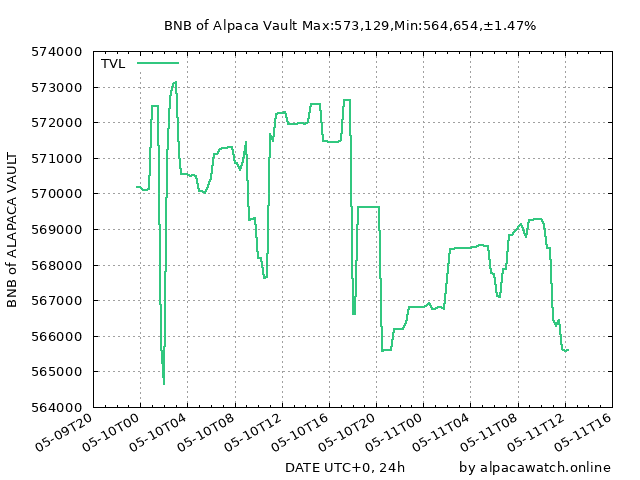 BNB of Alpaca Vault Max:573,129,Min:564,654,±1.47%
574000
573000
572000
571000
570000
569000
568000
567000
566000
565000
564000
TVL
BNB of ALAPACA VAULT
05-09T20
05-10T00
05-10T04
05-10T08
05-10T12
05-10T16
05-10T20
05-11T00
05-11T04
05-11T08
05-11T12
05-11T16
DATE UTC+0, 24h
by alpacawatch.online